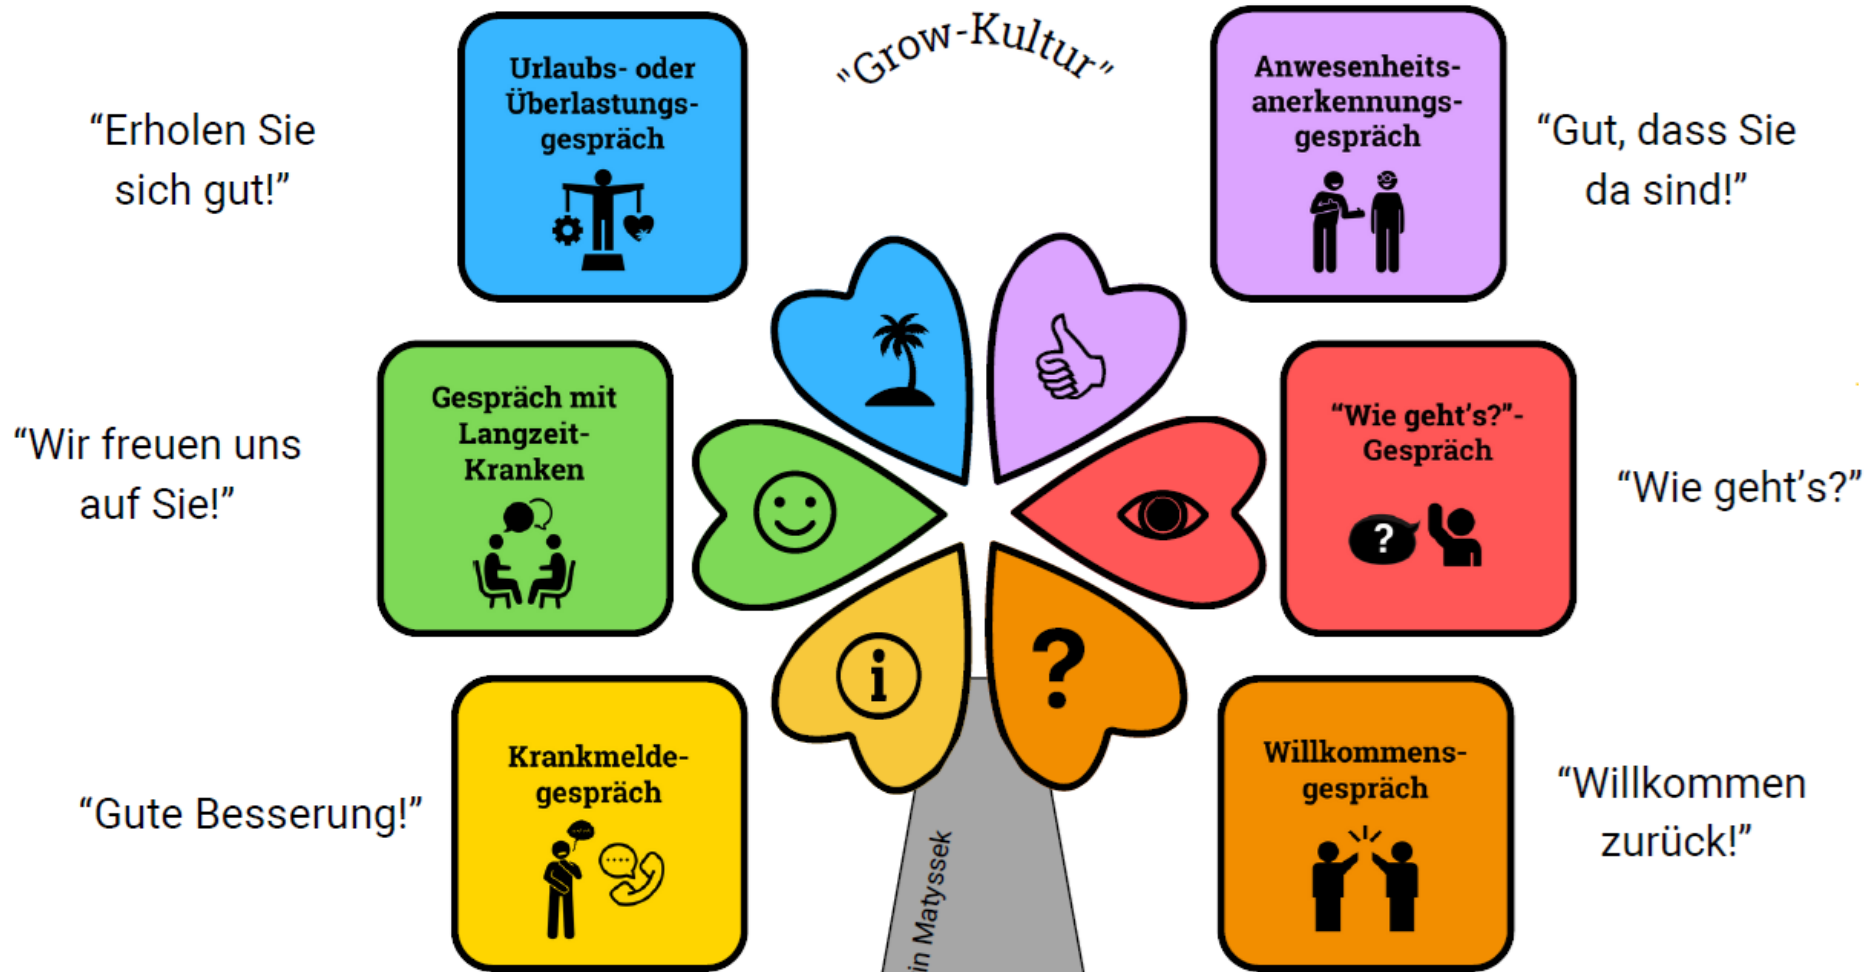 "Grow-Kultur"
“Erholen Sie
sich gut!”
Urlaubs- oder
Überlastungs-
gespräch
Anwesenheits-
anerkennungs-
gespräch
“Gut, dass Sie
da sind!”
“Wir freuen uns
auf Sie!”
Gespräch mit
Langzeit-
Kranken
“Wie geht’s?”-
Gespräch
?
“Wie geht’s?”
i
?
“Gute Besserung!”
Krankmelde-
gespräch
Willkommens-
gespräch
“Willkommen
zurück!”
in Matyssek